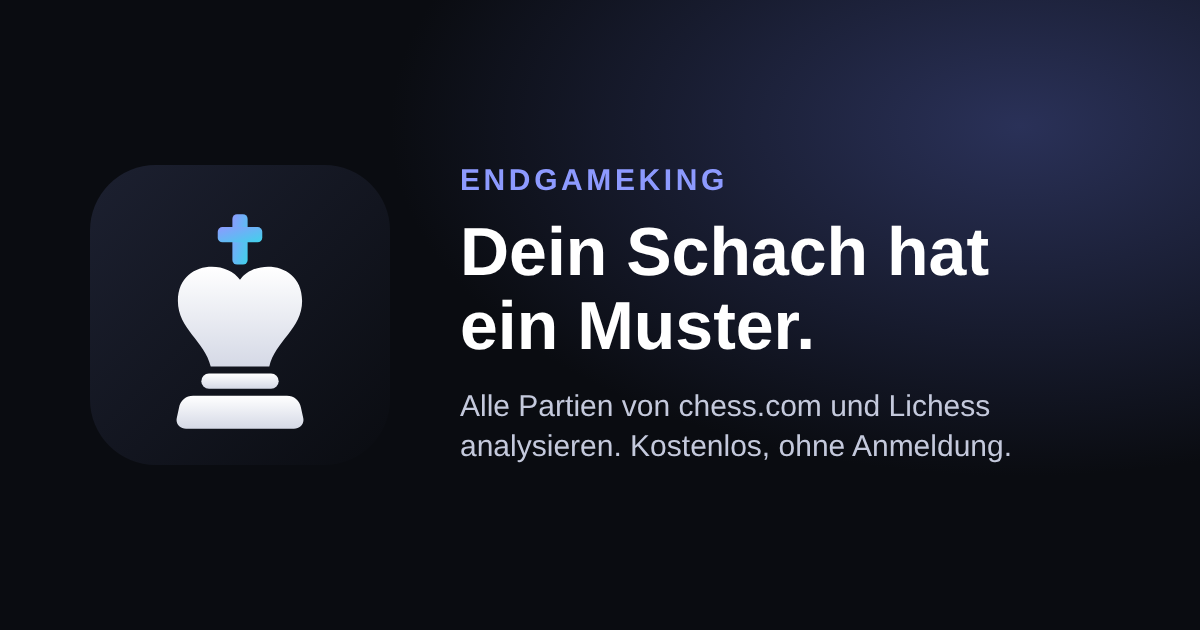 ENDGAMEKING
Dein Schach hat
ein Muster.
Alle Partien von chess.com und Lichess
analysieren. Kostenlos, ohne Anmeldung.